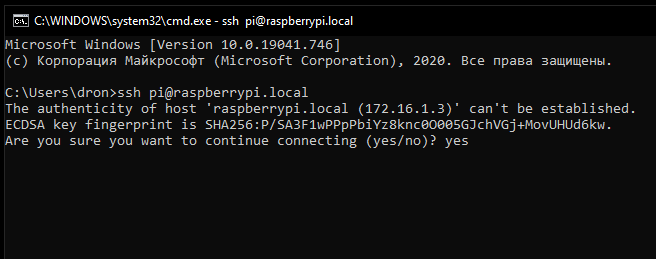 C:\WINDOWS\system32\cmd.exe - ssh  pi@raspberrypi.local
Microsoft Windows [Version 10.0.19041.746]
(c) Корпорация Майкрософт (Microsoft Corporation), 2020. Все права защищены.
C:\Users\dron>ssh pi@raspberrypi.local
The authenticity of host 'raspberrypi.local (172.16.1.3)' can't be established.
ECDSA key fingerprint is SHA256:P/SA3F1wPPpPbiYz8knc0O005GJchVGj+MovUHUd6kw.
Are you sure you want to continue connecting (yes/no)? yes